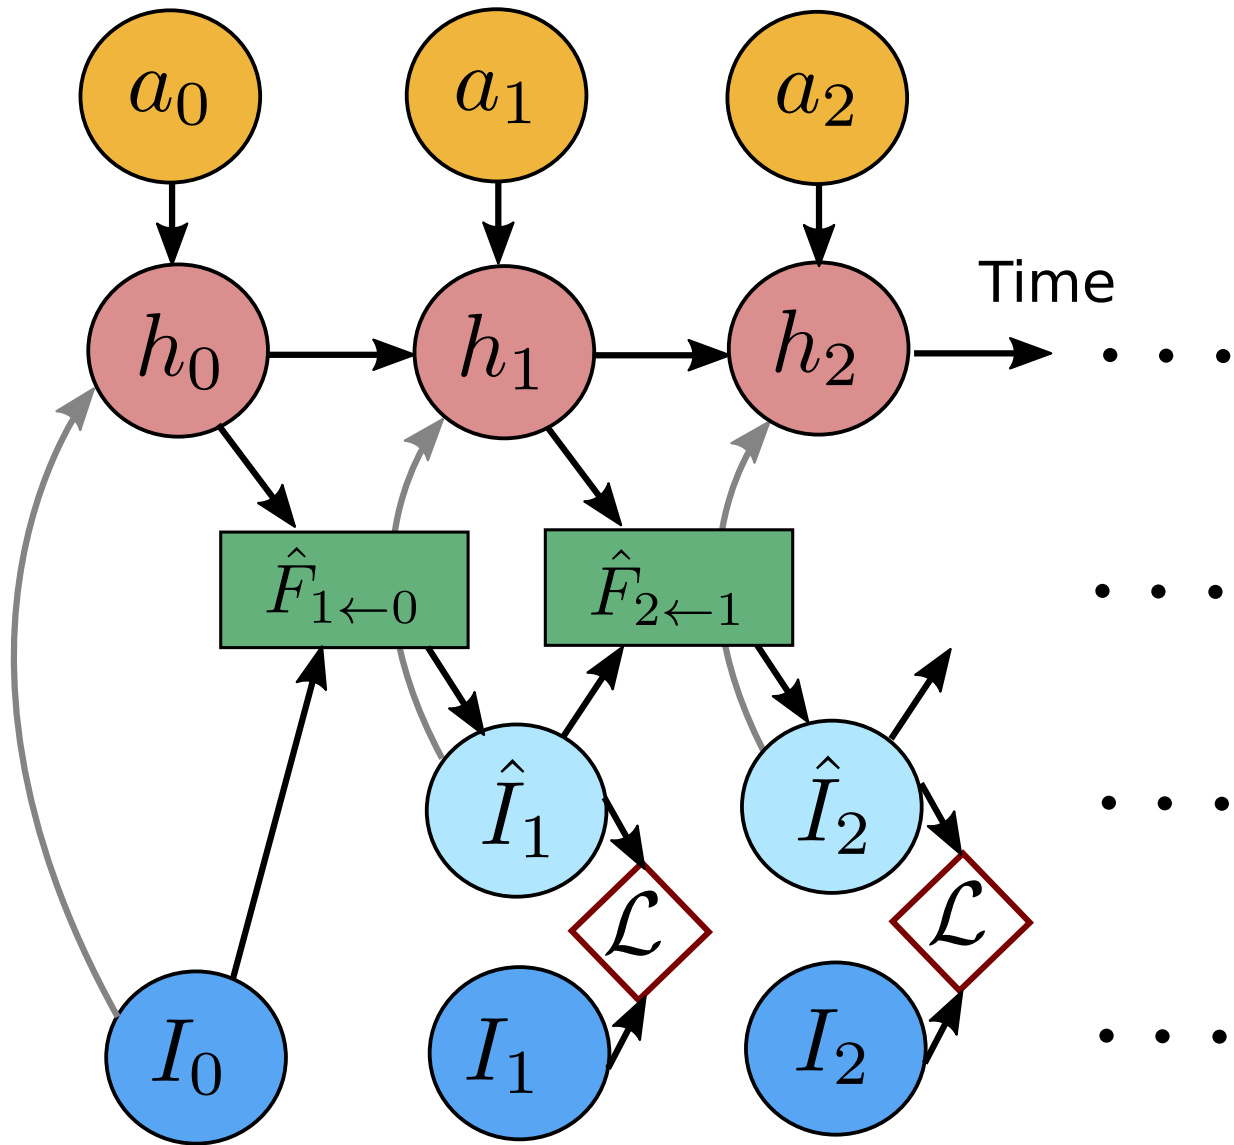 a₀ a₁ a₂
Time
h₀ h₁ h₂ . . .
F̂₁←₀ F̂₂←₁ . . .
Î₁ Î₂ . . .
ℒ ℒ
I₀ I₁ I₂ . . .